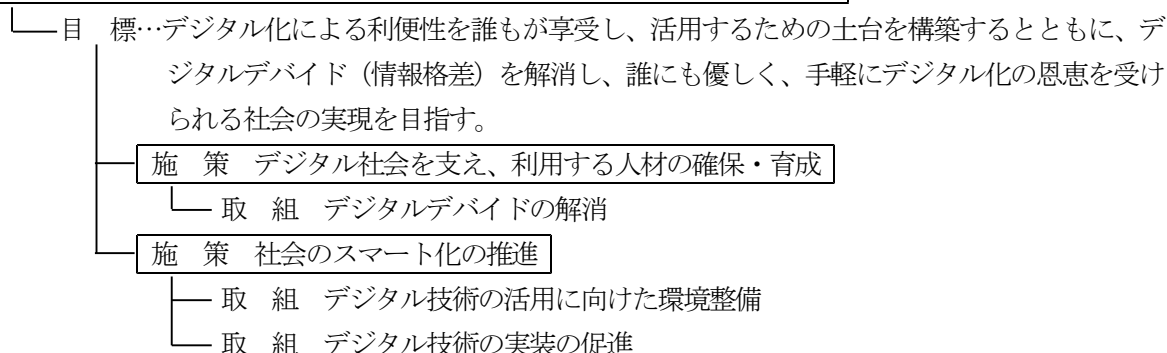 目　標…デジタル化による利便性を誰もが享受し、活用するための土台を構築するとともに、デ
ジタルデバイド（情報格差）を解消し、誰にも優しく、手軽にデジタル化の恩恵を受け
られる社会の実現を目指す。
施　策　デジタル社会を支え、利用する人材の確保・育成
取　組　デジタルデバイドの解消
施　策　社会のスマート化の推進
取　組　デジタル技術の活用に向けた環境整備
取　組　デジタル技術の実装の促進